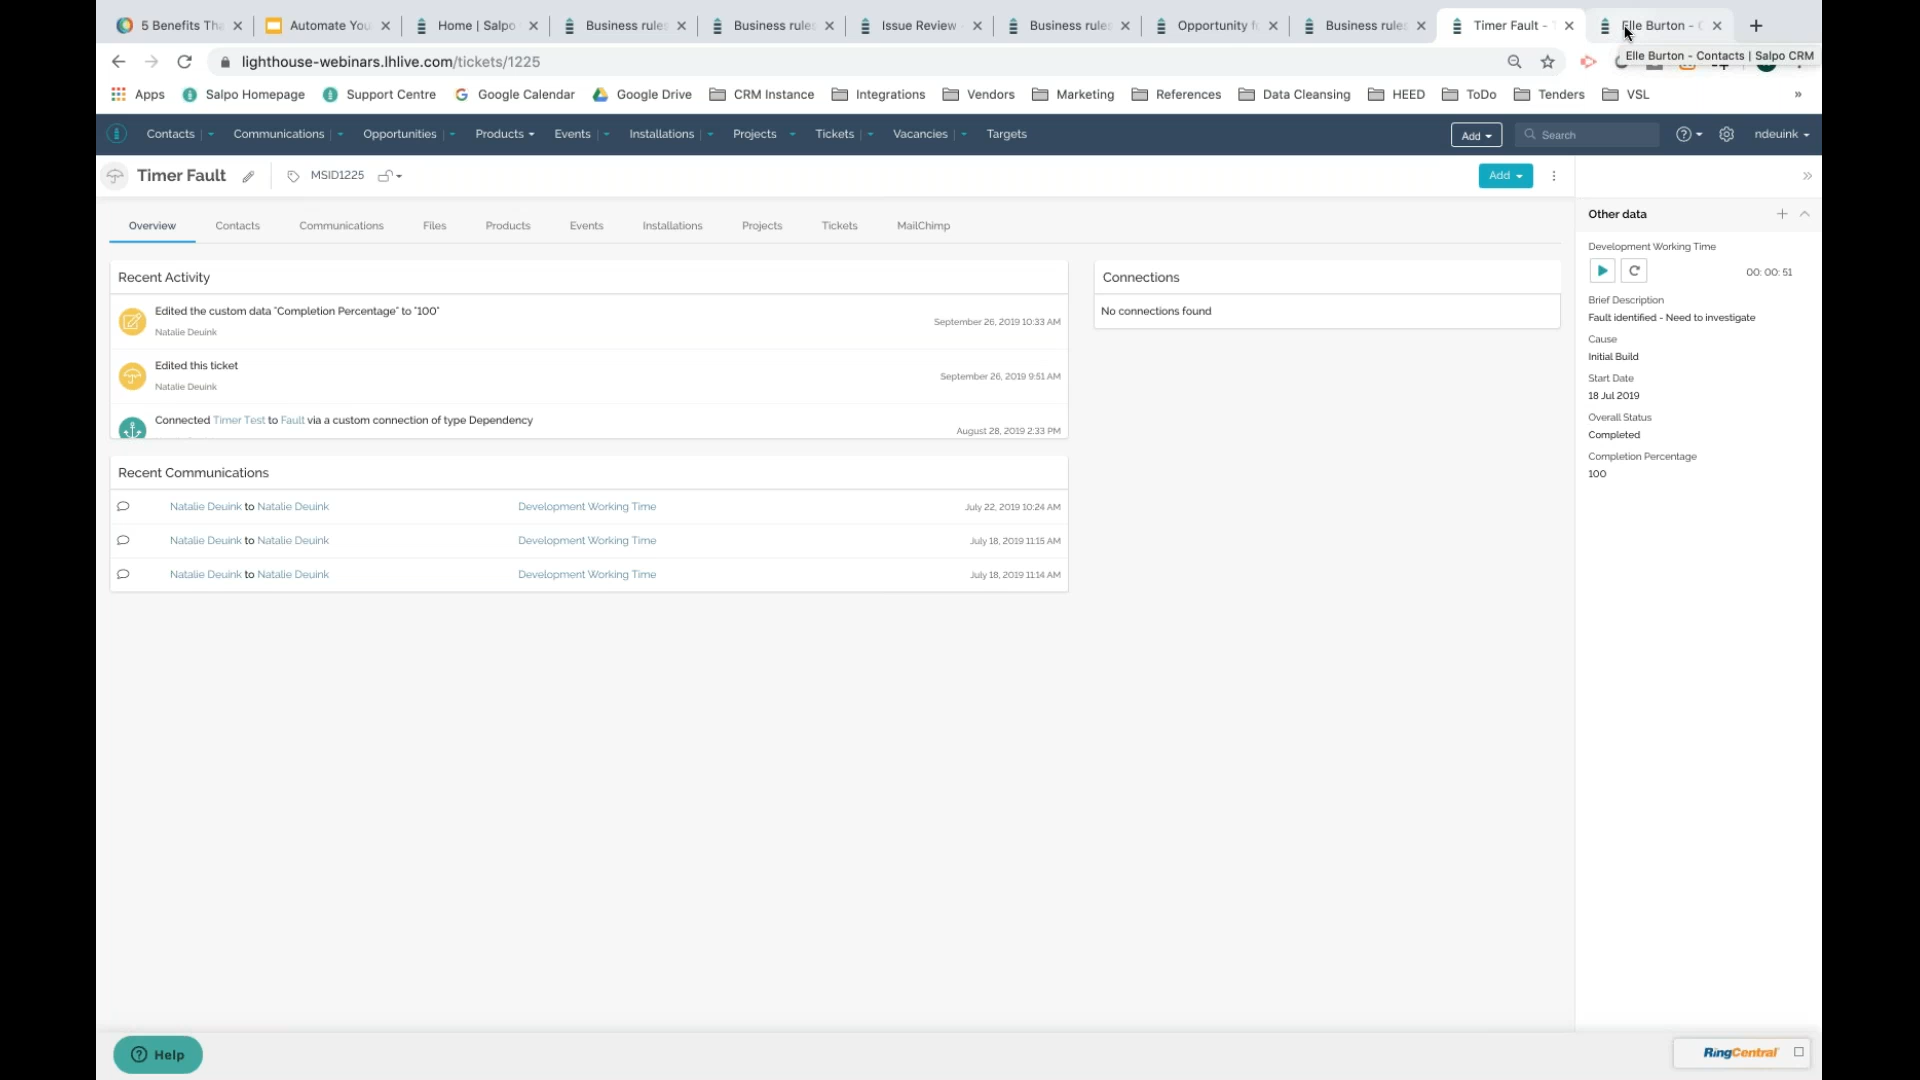 5 Benefits Tha
Automate You
Home | Salpo
Business rule
Business rule
Issue Review
Business rule
Opportunity f
Business rule
Timer Fault -
Elle Burton -
lighthouse-webinars.lhlive.com/tickets/1225
Elle Burton - Contacts | Salpo CRM
Apps
Salpo Homepage
Support Centre
Google Calendar
Google Drive
CRM Instance
Integrations
Vendors
Marketing
References
Data Cleansing
HEED
ToDo
Tenders
VSL
»
Contacts
Communications
Opportunities
Products
Events
Installations
Projects
Tickets
Vacancies
Targets
Add
Search
ndeuink
Timer Fault
MSID1225
Add
Overview
Contacts
Communications
Files
Products
Events
Installations
Projects
Tickets
MailChimp
Recent Activity
Edited the custom data "Completion Percentage" to "100"
Natalie Deuink
September 26, 2019 10:33 AM
Edited this ticket
Natalie Deuink
September 26, 2019 9:51 AM
Connected Timer Test to Fault via a custom connection of type Dependency
August 28, 2019 2:33 PM
Recent Communications
Natalie Deuink to Natalie Deuink Development Working Time July 22, 2019 10:24 AM
Natalie Deuink to Natalie Deuink Development Working Time July 18, 2019 11:15 AM
Natalie Deuink to Natalie Deuink Development Working Time July 18, 2019 11:14 AM
Connections
No connections found
Other data
Development Working Time
00: 00: 51
Brief Description
Fault identified - Need to investigate
Cause
Initial Build
Start Date
18 Jul 2019
Overall Status
Completed
Completion Percentage
100
Help
RingCentral